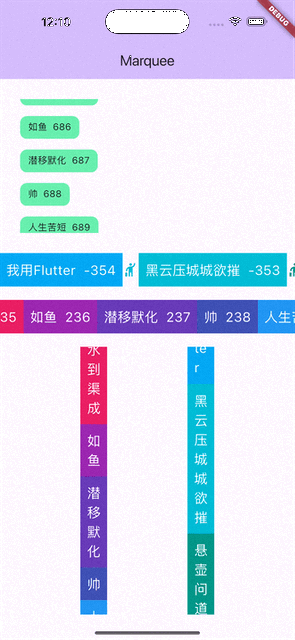 12:10
DEBUG
Marquee
如鱼 686
潜移默化 687
帅 688
人生苦短 689
我用Flutter -354
黑云压城城欲摧 -353
35
如鱼 236
潜移默化 237
帅 238
人生
水到渠成
如鱼
潜移默化
帅
ter
黑云压城城欲摧
悬壶问道